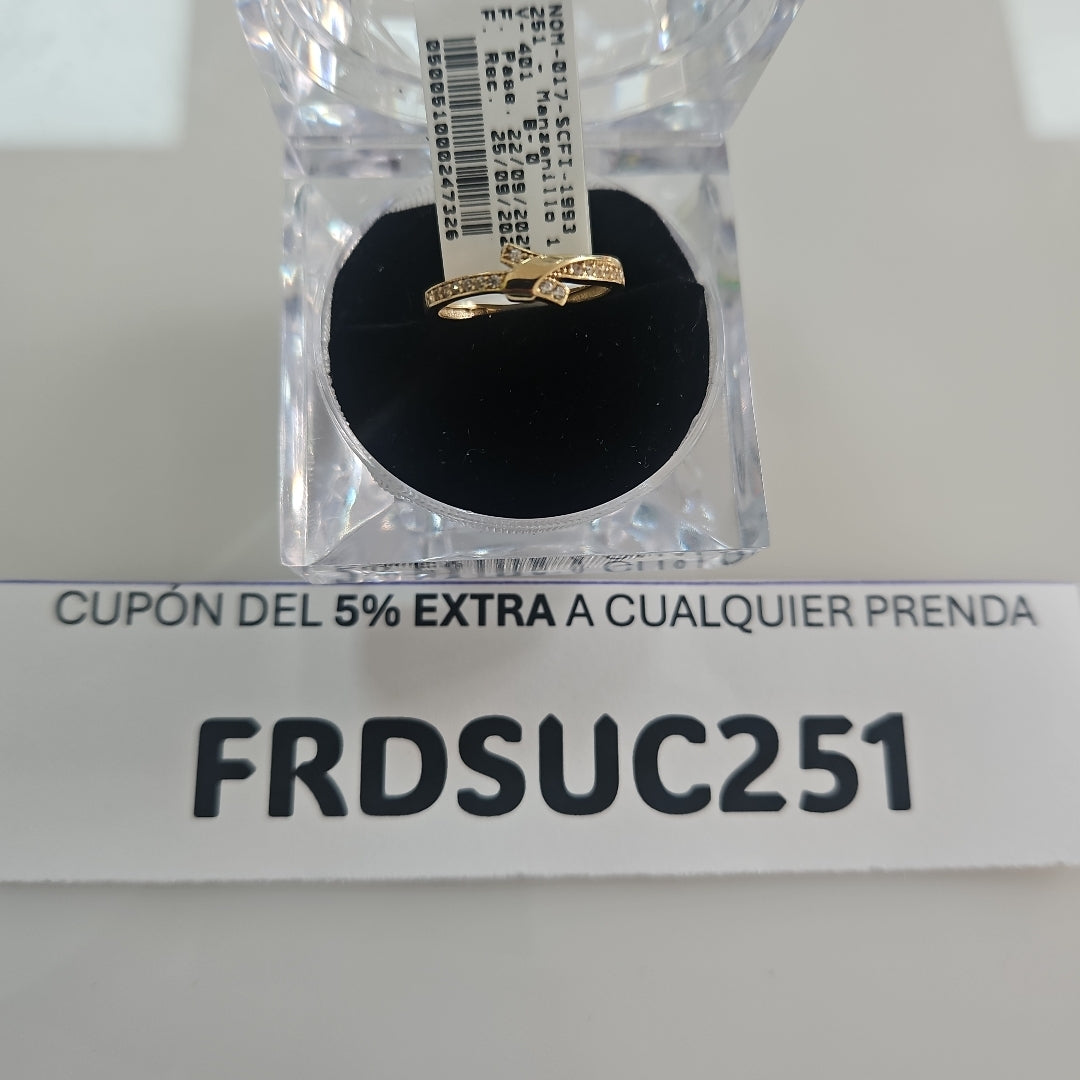 NOM-017-SCFI-1993
251 - Manzanillo 1
V- 401 B- 0
F. Pase. 22/09/202
F. Rec. 25/09/202
050051000247326
CUPÓN DEL 5% EXTRA A CUALQUIER PRENDA
FRDSUC251